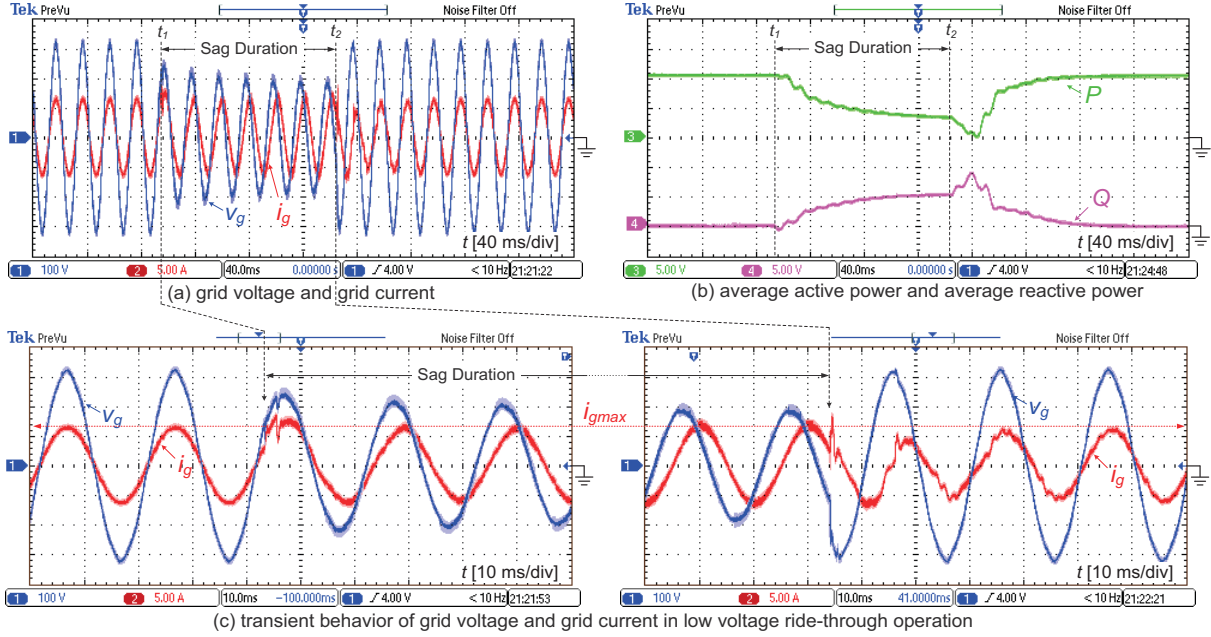 Tek PreVu Noise Filter Off
t1 Sag Duration t2
1
vg ig
t [40 ms/div]
1 100 V 2 5.00 A 40.0ms 0.00000 s 1 4.00 V < 10 Hz 21:21:22
(a) grid voltage and grid current
Tek PreVu Noise Filter Off
t1 Sag Duration t2
P
3
Q
4
t [40 ms/div]
3 5.00 V 4 5.00 V 40.0ms 0.00000 s 1 4.00 V < 10 Hz 21:24:48
(b) average active power and average reactive power
Tek PreVu Noise Filter Off
Sag Duration
vg
igmax
1
ig
t [10 ms/div]
1 100 V 2 5.00 A 10.0ms −100.000ms 1 4.00 V < 10 Hz 21:21:53
Tek PreVu Noise Filter Off
vg
1
ig
t [10 ms/div]
1 100 V 2 5.00 A 10.0ms 41.0000ms 1 4.00 V < 10 Hz 21:22:21
(c) transient behavior of grid voltage and grid current in low voltage ride-through operation